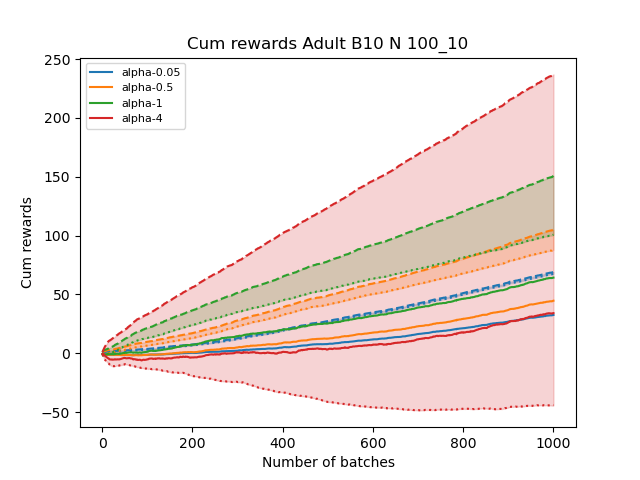 Cum rewards Adult B10 N 100_10
250
200
150
100
50
0
−50
Cum rewards
alpha-0.05
alpha-0.5
alpha-1
alpha-4
0 200 400 600 800 1000
Number of batches